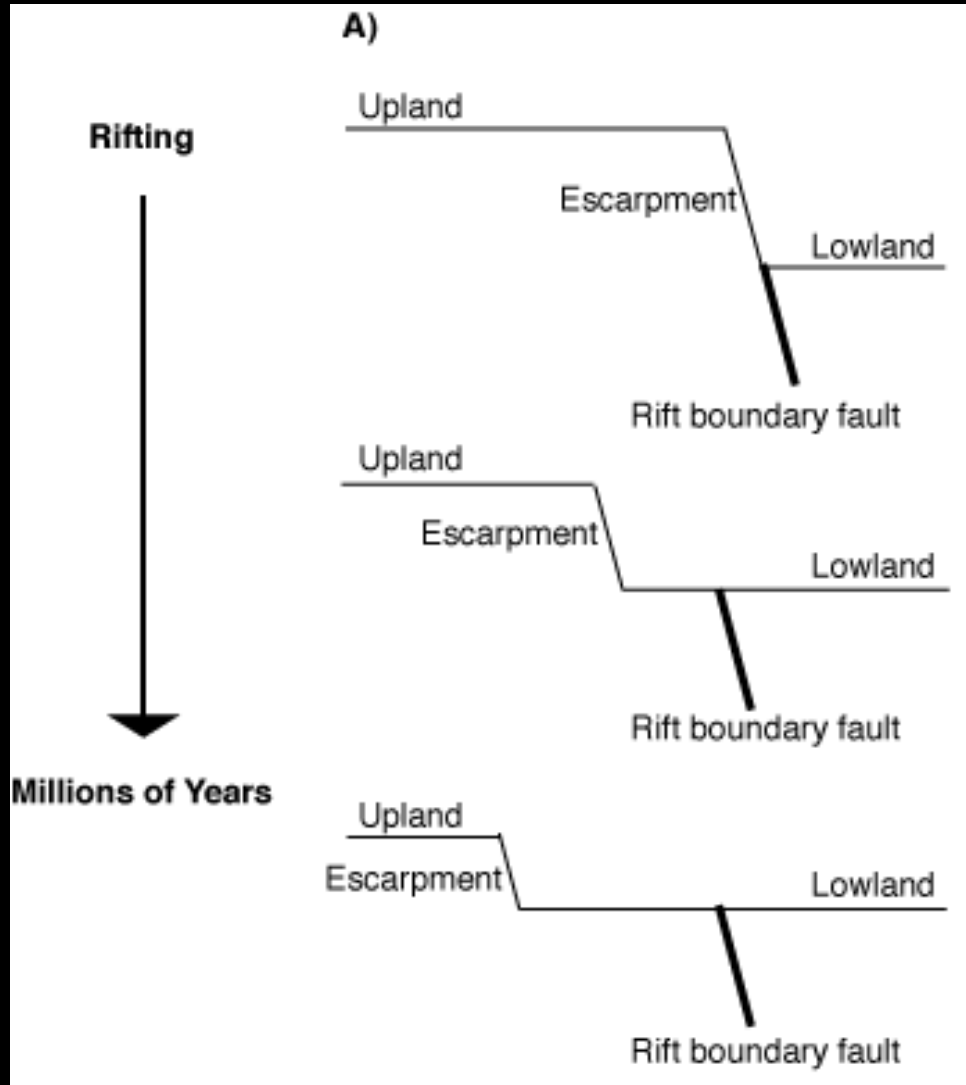 A)
Rifting
Upland
Escarpment
Lowland
Rift boundary fault
Upland
Escarpment
Lowland
Rift boundary fault
Millions of Years
Upland
Escarpment
Lowland
Rift boundary fault